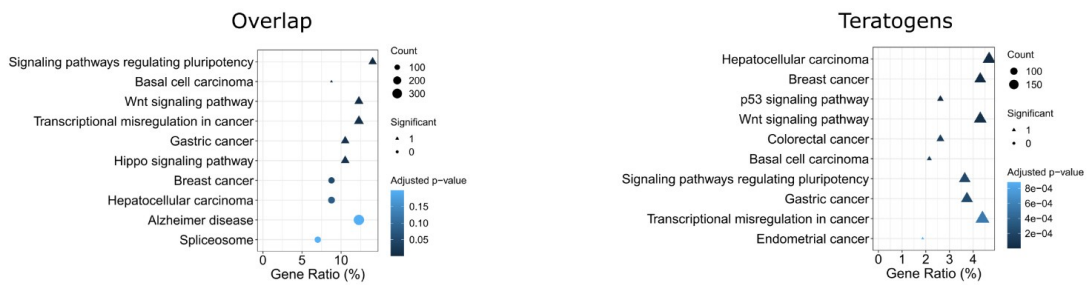 Overlap
Signaling pathways regulating pluripotency
Basal cell carcinoma
Wnt signaling pathway
Transcriptional misregulation in cancer
Gastric cancer
Hippo signaling pathway
Breast cancer
Hepatocellular carcinoma
Alzheimer disease
Spliceosome
0 5 10
Gene Ratio (%)
Count
100
200
300
Significant
1
0
Adjusted p-value
0.15
0.10
0.05
Teratogens
Hepatocellular carcinoma
Breast cancer
p53 signaling pathway
Wnt signaling pathway
Colorectal cancer
Basal cell carcinoma
Signaling pathways regulating pluripotency
Gastric cancer
Transcriptional misregulation in cancer
Endometrial cancer
0 1 2 3 4
Gene Ratio (%)
Count
100
150
Significant
1
0
Adjusted p-value
8e−04
6e−04
4e−04
2e−04